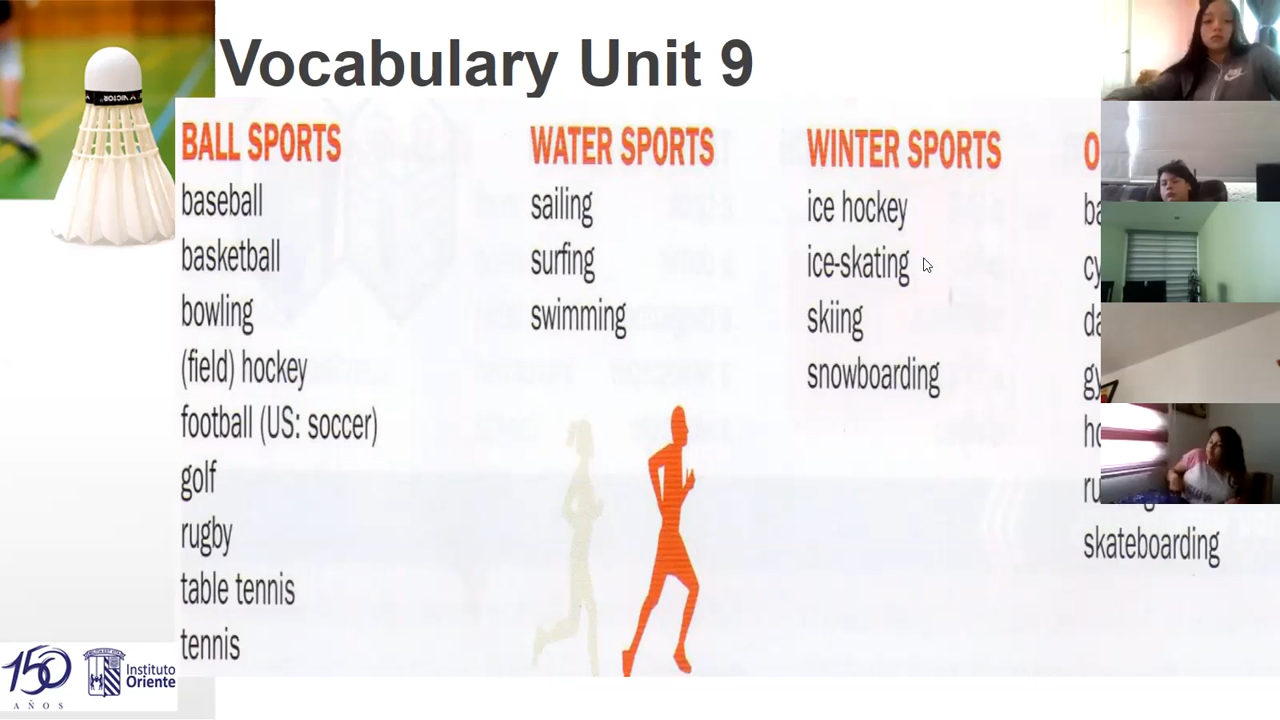 Vocabulary Unit 9
BALL SPORTS
baseball
basketball
bowling
(field) hockey
football (US: soccer)
golf
rugby
table tennis
tennis
WATER SPORTS
sailing
surfing
swimming
WINTER SPORTS
ice hockey
ice-skating
skiing
snowboarding
skateboarding
VICTOR
150
AÑOS
Instituto
Oriente